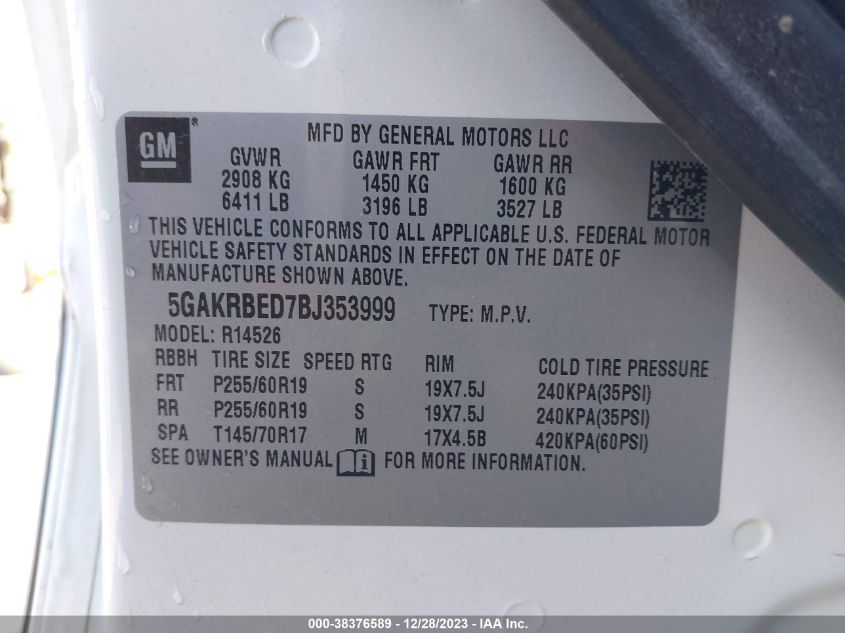 GM ®
MFD BY GENERAL MOTORS LLC
GVWR GAWR FRT GAWR RR
2908 KG 1450 KG 1600 KG
6411 LB 3196 LB 3527 LB
THIS VEHICLE CONFORMS TO ALL APPLICABLE U.S. FEDERAL MOTOR
VEHICLE SAFETY STANDARDS IN EFFECT ON THE DATE OF
MANUFACTURE SHOWN ABOVE.
5GAKRBED7BJ353999 TYPE: M.P.V.
MODEL: R14526
RBBH TIRE SIZE SPEED RTG RIM COLD TIRE PRESSURE
FRT P255/60R19 S 19X7.5J 240KPA(35PSI)
RR P255/60R19 S 19X7.5J 240KPA(35PSI)
SPA T145/70R17 M 17X4.5B 420KPA(60PSI)
SEE OWNER'S MANUAL i FOR MORE INFORMATION.
000-38376589 - 12/28/2023 - IAA Inc.